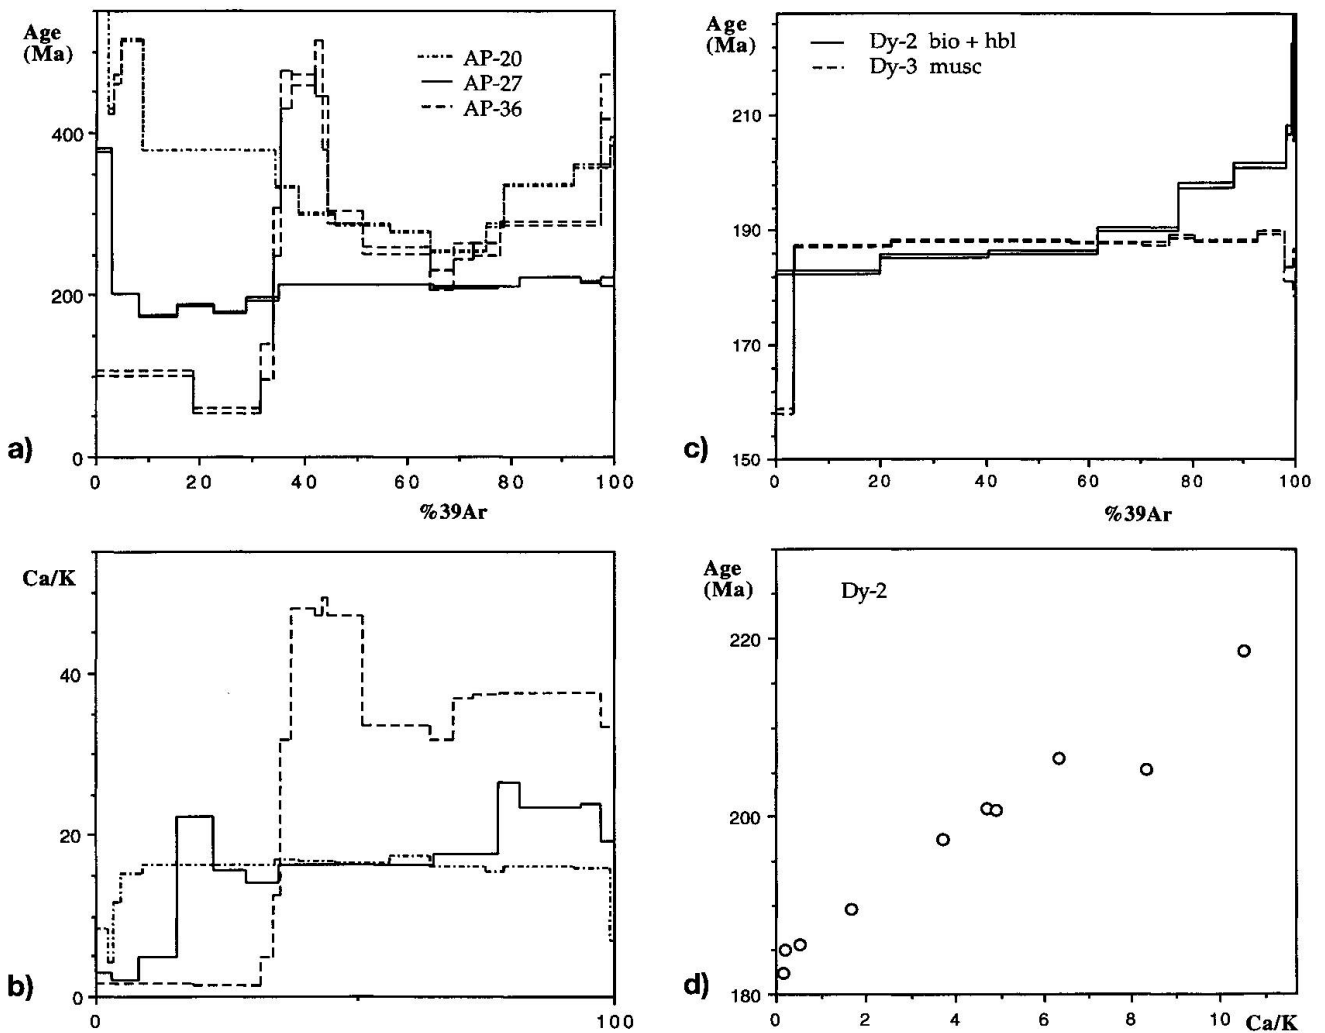 Age
(Ma)
AP-20
AP-27
AP-36
400
200
0
0
20
40
60
80
100
%39Ar
a)
Age
(Ma)
Dy-2 bio + hbl
Dy-3 musc
210
190
170
150
0
20
40
60
80
100
%39Ar
c)
Ca/K
40
20
0
0
100
b)
Age
(Ma)
Dy-2
220
200
180
0
2
4
6
8
10
Ca/K
d)